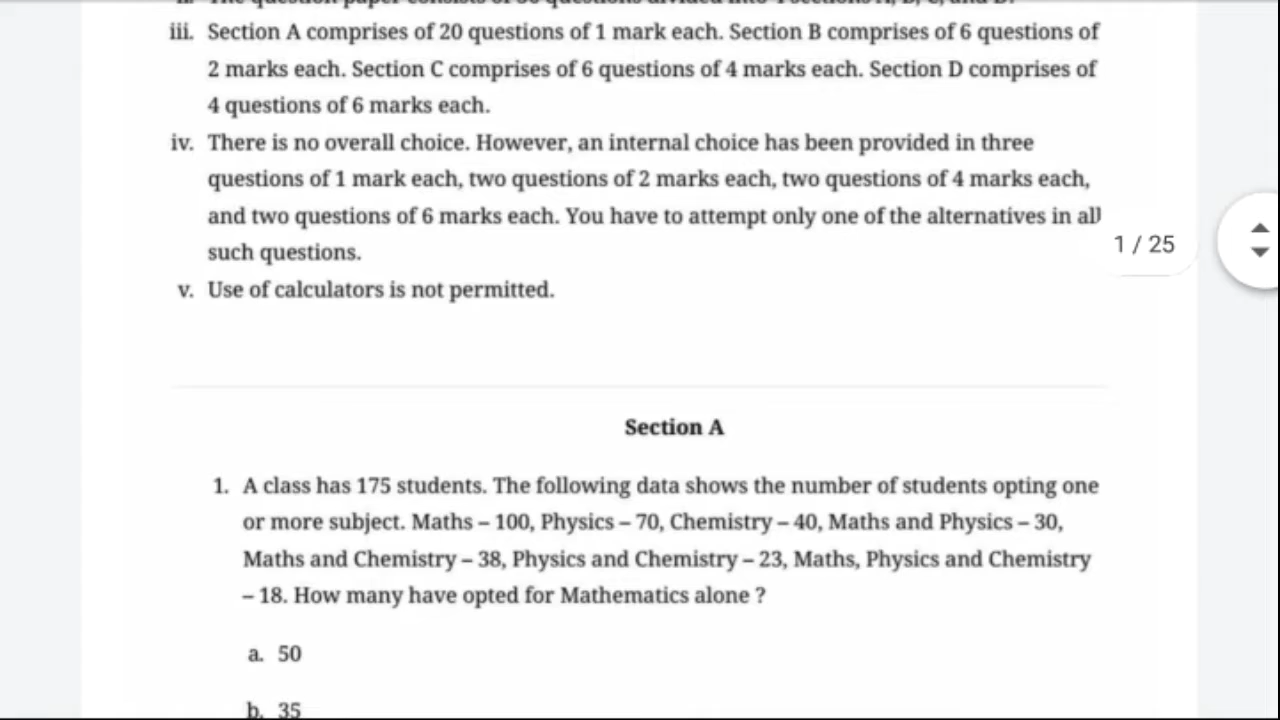 iii. Section A comprises of 20 questions of 1 mark each. Section B comprises of 6 questions of
2 marks each. Section C comprises of 6 questions of 4 marks each. Section D comprises of
4 questions of 6 marks each.
iv. There is no overall choice. However, an internal choice has been provided in three
questions of 1 mark each, two questions of 2 marks each, two questions of 4 marks each,
and two questions of 6 marks each. You have to attempt only one of the alternatives in all
such questions.
1 / 25
v. Use of calculators is not permitted.
Section A
1. A class has 175 students. The following data shows the number of students opting one
or more subject. Maths – 100, Physics – 70, Chemistry – 40, Maths and Physics – 30,
Maths and Chemistry – 38, Physics and Chemistry – 23, Maths, Physics and Chemistry
– 18. How many have opted for Mathematics alone ?
a. 50
b. 35